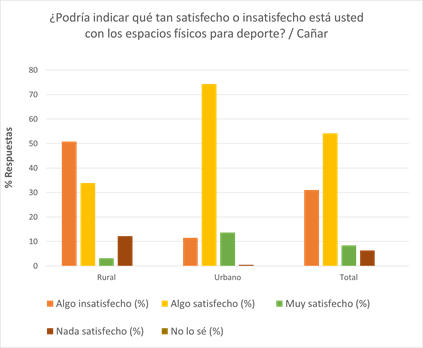 ¿Podría indicar qué tan satisfecho o insatisfecho está usted
con los espacios físicos para deporte? / Cañar
% Respuestas
80
70
60
50
40
30
20
10
0
Rural
Urbano
Total
Algo insatisfecho (%)
Algo satisfecho (%)
Muy satisfecho (%)
Nada satisfecho (%)
No lo sé (%)